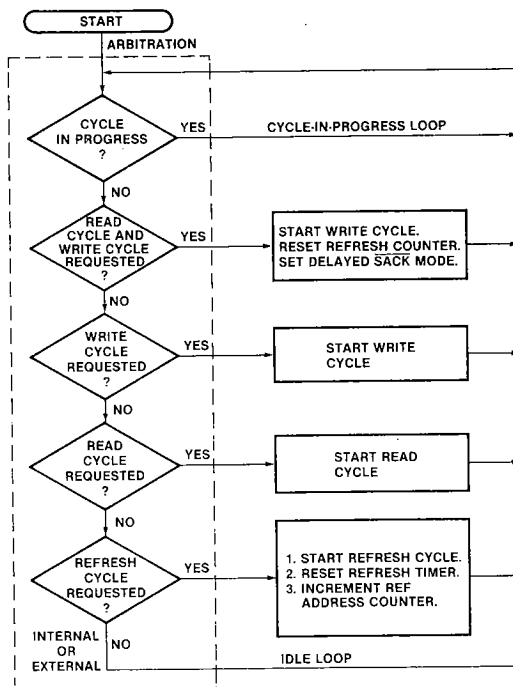 START
ARBITRATION
CYCLE
IN PROGRESS
?
YES
CYCLE-IN-PROGRESS LOOP
NO
READ
CYCLE AND
WRITE CYCLE
REQUESTED
?
YES
START WRITE CYCLE.
RESET REFRESH COUNTER.
SET DELAYED SACK MODE.
NO
WRITE
CYCLE
REQUESTED
?
YES
START WRITE
CYCLE
NO
READ
CYCLE
REQUESTED
?
YES
START READ
CYCLE
NO
REFRESH
CYCLE
REQUESTED
?
YES
1. START REFRESH CYCLE.
2. RESET REFRESH TIMER.
3. INCREMENT REF
ADDRESS COUNTER.
INTERNAL
OR
EXTERNAL
NO
IDLE LOOP